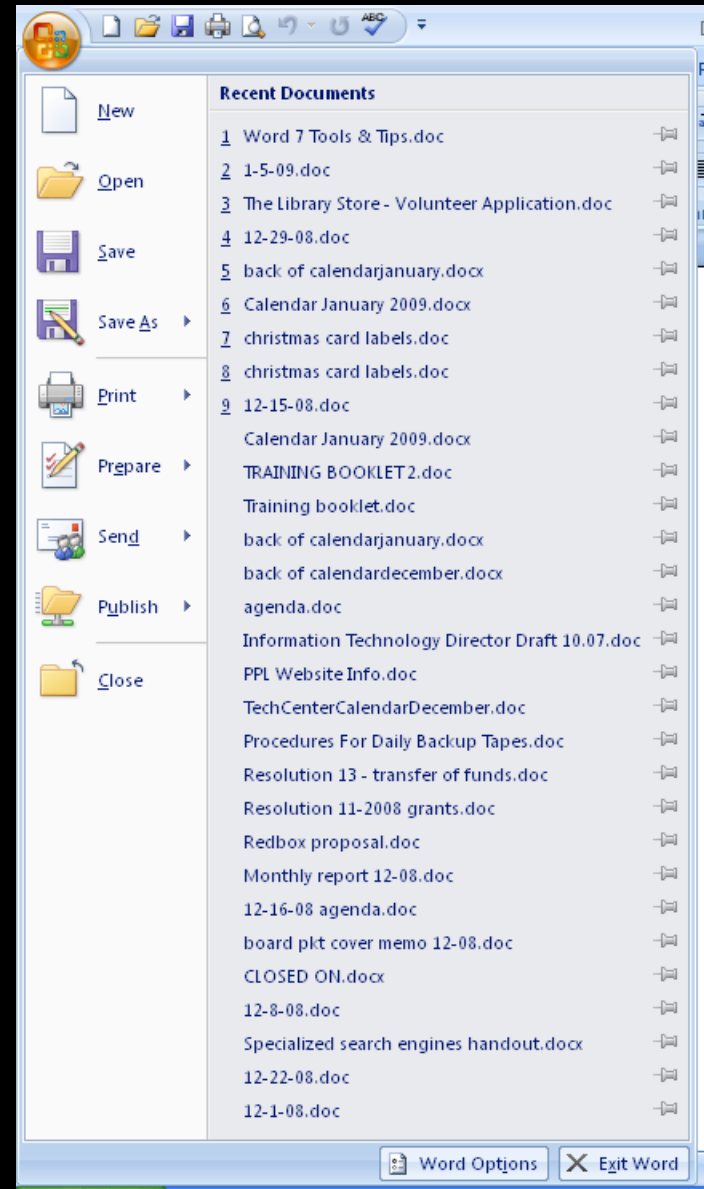 ABC
New
Open
Save
Save As
Print
Prepare
Send
Publish
Close
Recent Documents
1 Word 7 Tools & Tips.doc
2 1-5-09.doc
3 The Library Store - Volunteer Application.doc
4 12-29-08.doc
5 back of calendarjanuary.docx
6 Calendar January 2009.docx
7 christmas card labels.doc
8 christmas card labels.doc
9 12-15-08.doc
Calendar January 2009.docx
TRAINING BOOKLET2.doc
Training booklet.doc
back of calendarjanuary.docx
back of calendardecember.docx
agenda.doc
Information Technology Director Draft 10.07.doc
PPL Website Info.doc
TechCenterCalendarDecember.doc
Procedures For Daily Backup Tapes.doc
Resolution 13 - transfer of funds.doc
Resolution 11-2008 grants.doc
Redbox proposal.doc
Monthly report 12-08.doc
12-16-08 agenda.doc
board pkt cover memo 12-08.doc
CLOSED ON.docx
12-8-08.doc
Specialized search engines handout.docx
12-22-08.doc
12-1-08.doc
Word Options
Exit Word